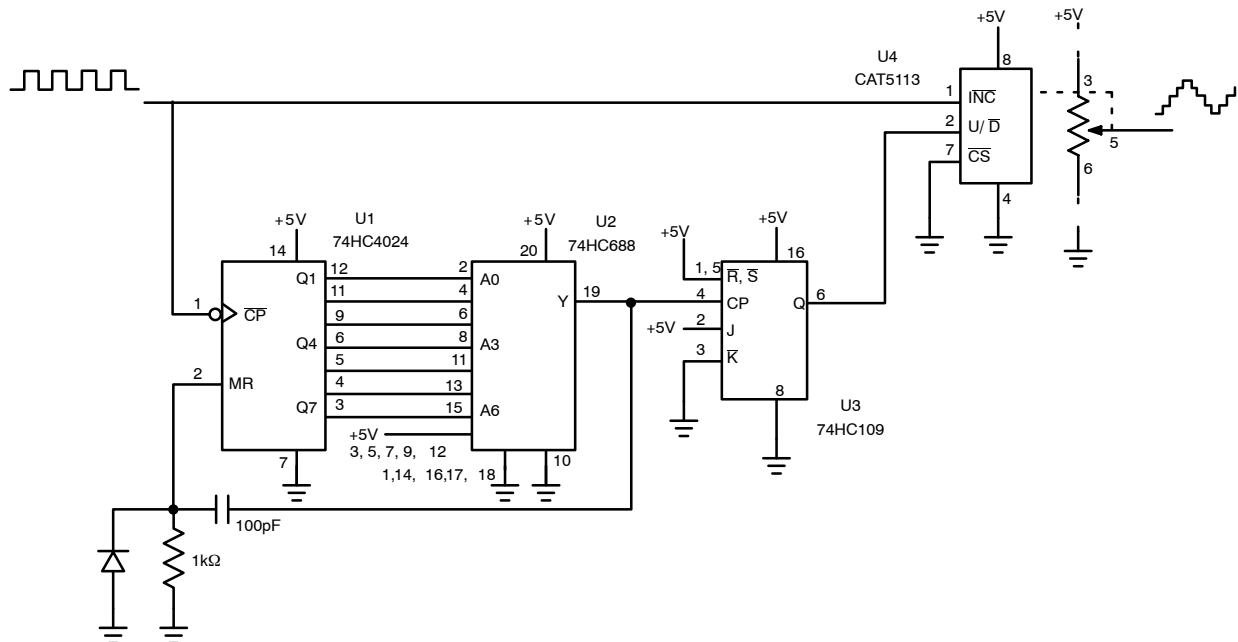 +5V
+5V
U4
CAT5113
8
3
1
INC
2
U/D
7
CS
5
6
4
+5V
U1
74HC4024
14
+5V
U2
74HC688
20
+5V
+5V
16
12
Q1
11
1
CP
9
6
Q4
5
2
MR
4
3
Q7
7
2
A0
4
6
8
A3
11
13
15
A6
Y
19
+5V
3, 5, 7, 9, 12
1,14, 16,17, 18
10
1, 5
R, S
4
CP
Q
6
+5V
2
J
3
K
8
U3
74HC109
100pF
1kΩ